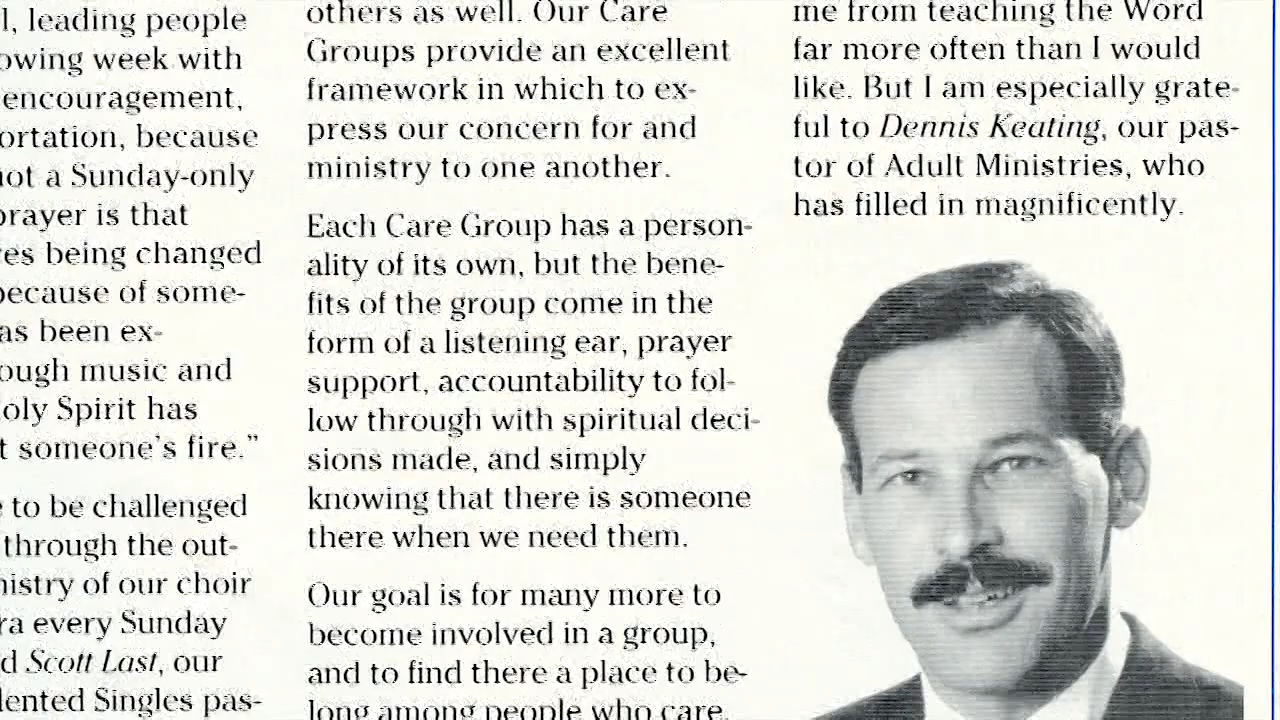 l, leading people
owing week with
encouragement,
ortation, because
not a Sunday-only
prayer is that
es being changed
because of some-
as been ex-
ough music and
oly Spirit has
t someone's fire."
e to be challenged
through the out-
nistry of our choir
ra every Sunday
d Scott Last, our
lented Singles pas-
others as well. Our Care
Groups provide an excellent
framework in which to ex-
press our concern for and
ministry to one another.
Each Care Group has a person-
ality of its own, but the bene-
fits of the group come in the
form of a listening ear, prayer
support, accountability to fol-
low through with spiritual deci-
sions made, and simply
knowing that there is someone
there when we need them.
Our goal is for many more to
become involved in a group,
and to find there a place to be-
long among people who care.
me from teaching the Word
far more often than I would
like. But I am especially grate-
ful to Dennis Keating, our pas-
tor of Adult Ministries, who
has filled in magnificently.